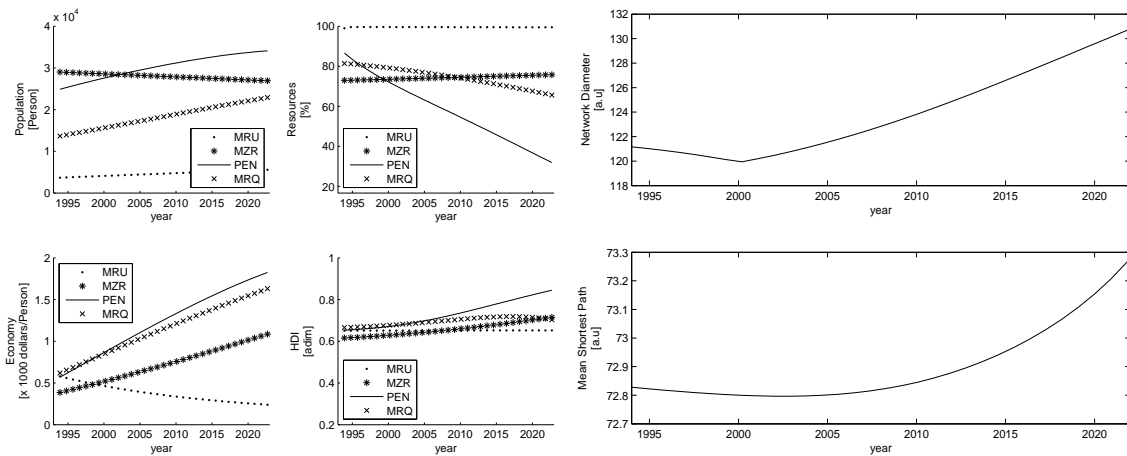 x 10^4
4
3
2
1
0
Population
[Person]
MRU
MZR
PEN
MRQ
1995 2000 2005 2010 2015 2020
year
100
80
60
40
20
Resources
[%]
MRU
MZR
PEN
MRQ
1995 2000 2005 2010 2015 2020
year
132
130
128
126
124
122
120
118
Network Diameter
[a.u]
1995 2000 2005 2010 2015 2020
year
2
1.5
1
0.5
0
Economy
[x 1000 dollars/Person]
MRU
MZR
PEN
MRQ
1995 2000 2005 2010 2015 2020
year
1
0.8
0.6
0.4
0.2
HDI
[adim]
MRU
MZR
PEN
MRQ
1995 2000 2005 2010 2015 2020
year
73.3
73.2
73.1
73
72.9
72.8
72.7
Mean Shortest Path
[a.u]
1995 2000 2005 2010 2015 2020
year